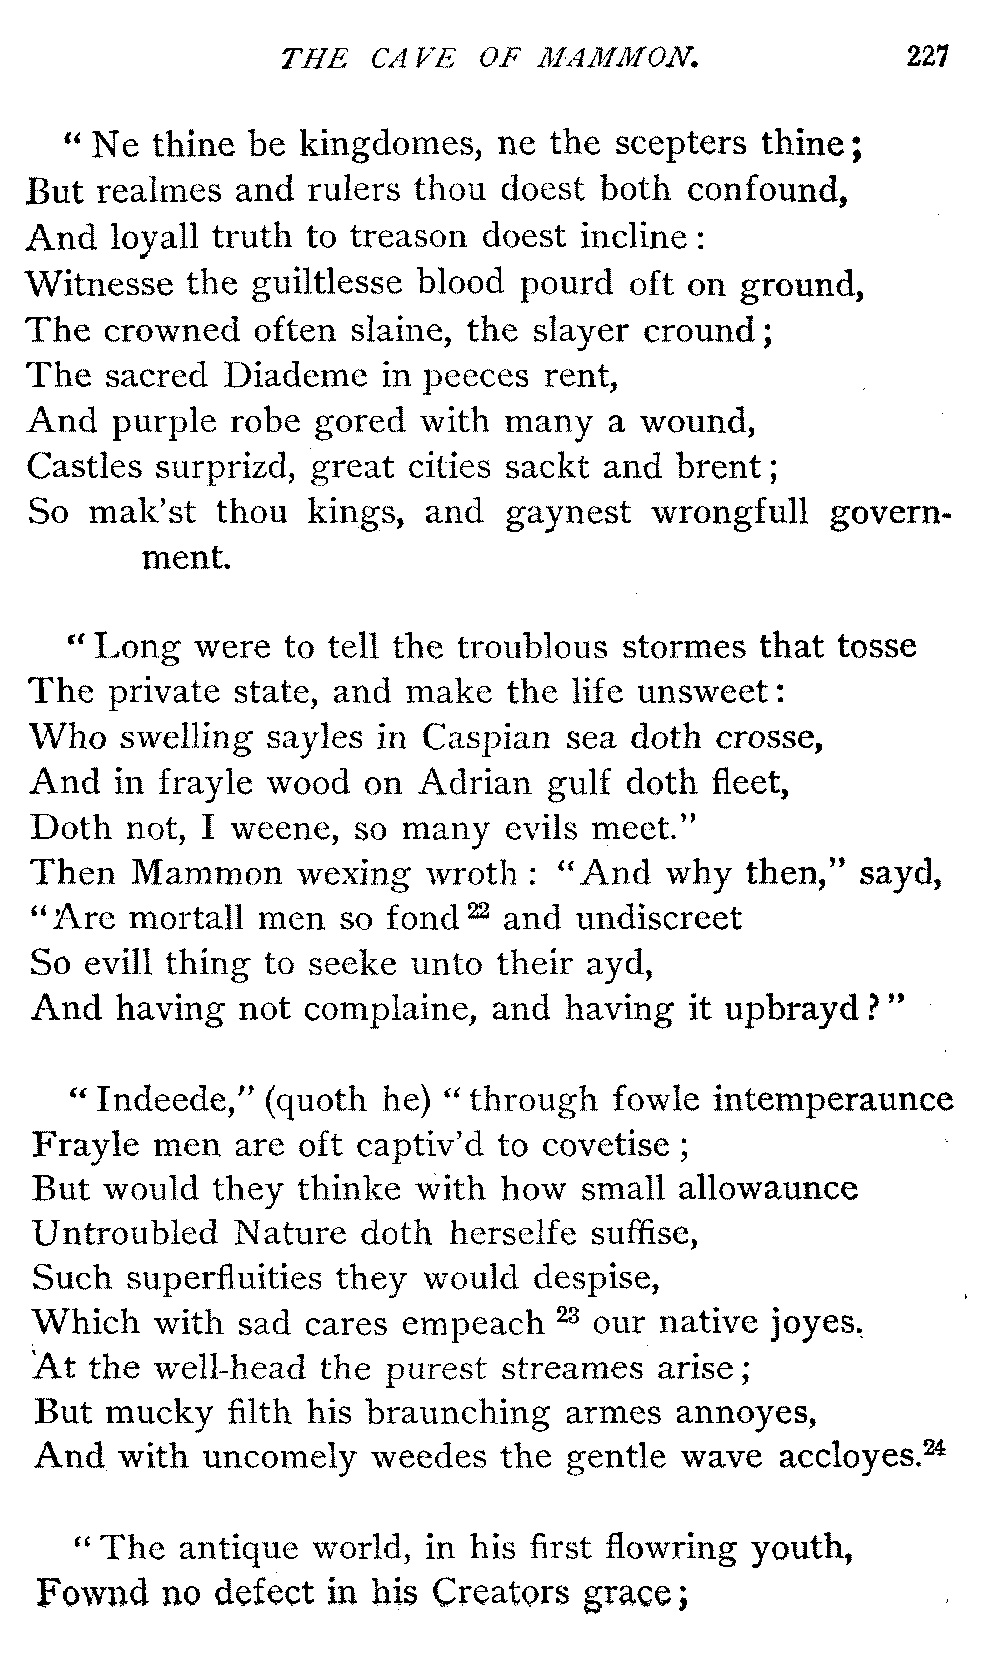 THE CAVE OF MAMMON. 227
“ Ne thine be kingdomes, ne the scepters thine;
But realmes and rulers thou doest both confound,
And loyall truth to treason doest incline :
Witnesse the guiltlesse blood pourd oft on ground,
The crowned often slaine, the slayer cround;
The sacred Diademe in peeces rent,
And purple robe gored with many a wound,
Castles surprizd, great cities sackt and brent;
So mak’st thou kings, and gaynest wrongfull govern-
ment.
“ Long were to tell the troublous stormes that tosse
The private state, and make the life unsweet:
Who swelling sayles in Caspian sea doth crosse,
And in frayle wood on Adrian gulf doth fleet,
Doth not, I weene, so many evils meet.”
Then Mammon wexing wroth : “And why then,” sayd,
“Are mortall men so fond 22 and undiscreet
So evill thing to seeke unto their ayd,
And having not complaine, and having it upbrayd ? ”
“ Indeede,” (quoth he) “ through fowle intemperaunce
Frayle men are oft captiv’d to covetise ;
But would they thinke with how small allowaunce
Untroubled Nature doth herselfe suffise,
Such superfluities they would despise,
Which with sad cares empeach 23 our native joyes.
At the well-head the purest streames arise;
But mucky filth his braunching armes annoyes,
And with uncomely weedes the gentle wave accloyes.24
“ The antique world, in his first flowring youth,
Fownd no defect in his Creators grace;